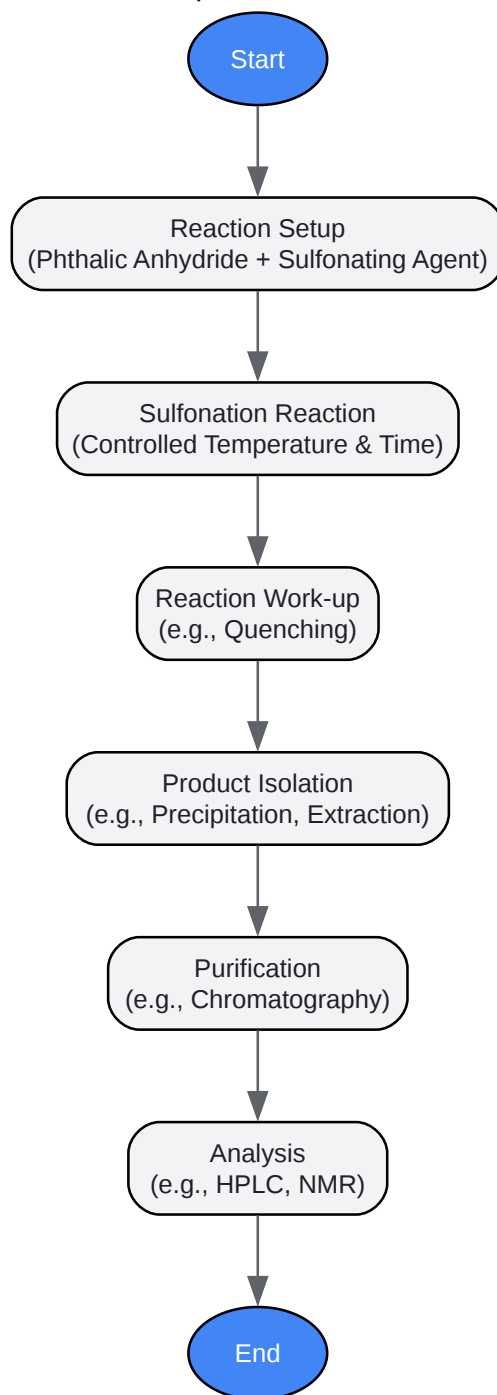 Start
Reaction Setup
(Phthalic Anhydride + Sulfonating Agent)
Sulfonation Reaction
(Controlled Temperature & Time)
Reaction Work-up
(e.g., Quenching)
Product Isolation
(e.g., Precipitation, Extraction)
Purification
(e.g., Chromatography)
Analysis
(e.g., HPLC, NMR)
End